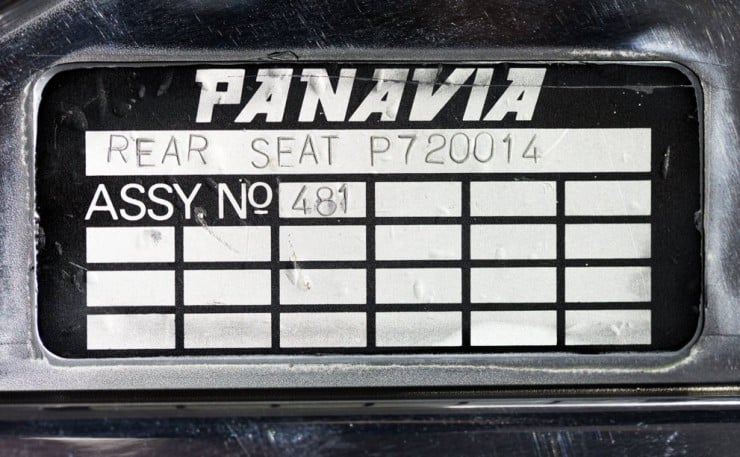 PANAVIA
REAR SEAT P720014
ASSY Nº 481